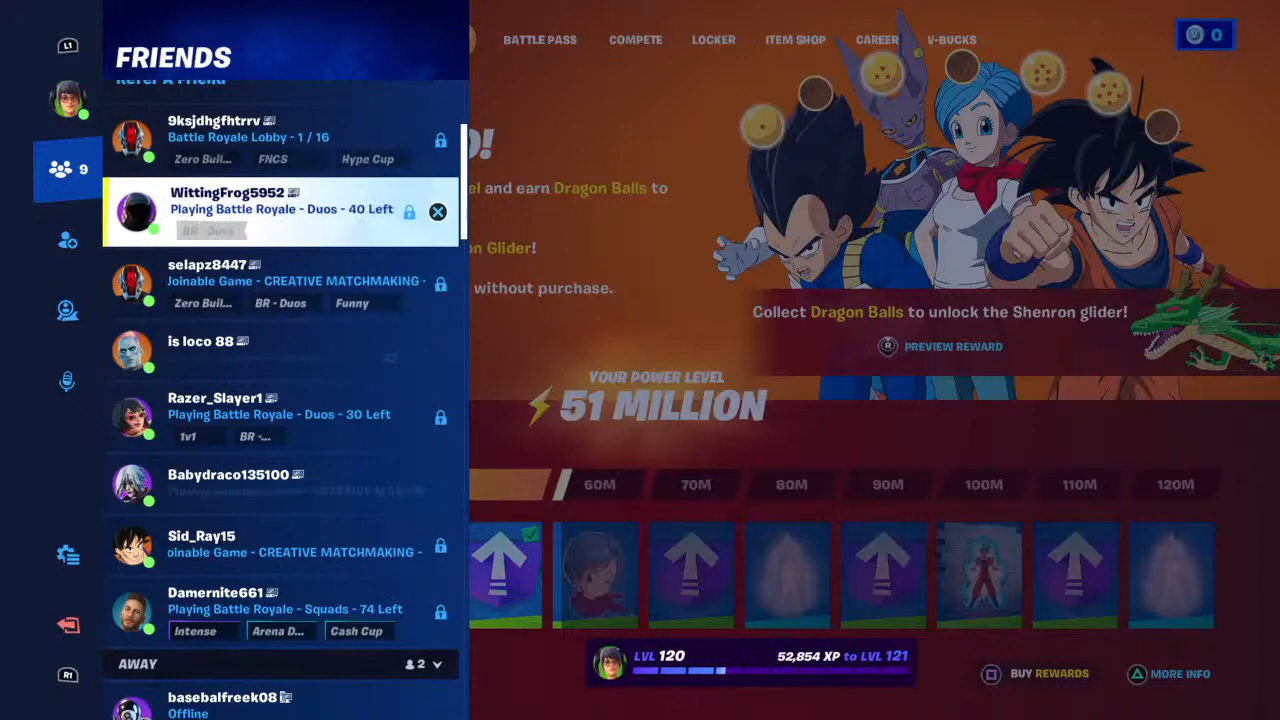 L1
FRIENDS
BATTLE PASS
COMPETE
LOCKER
ITEM SHOP
CAREER
V-BUCKS
0
Refer A Friend
9ksjdhgfhtrrv
Battle Royale Lobby - 1 / 16
Zero Buil...
FNCS
Hype Cup
9
WittingFrog5952
Playing Battle Royale - Duos - 40 Left
BR - Duos
selapz8447
Joinable Game - CREATIVE MATCHMAKING -
Zero Buil...
BR - Duos
Funny
is loco 88
Razer_Slayer1
Playing Battle Royale - Duos - 30 Left
1v1
BR -...
Babydraco135100
Sid_Ray15
oinable Game - CREATIVE MATCHMAKING -
Damernite661
Playing Battle Royale - Squads - 74 Left
Intense
Arena D...
Cash Cup
AWAY
2
basebalfreek08
Offline
R1
O!
el and earn Dragon Balls to
on Glider!
without purchase.
Collect Dragon Balls to unlock the Shenron glider!
R PREVIEW REWARD
YOUR POWER LEVEL
51 MILLION
60M
70M
80M
90M
100M
110M
120M
LVL 120
52,854 XP to LVL 121
BUY REWARDS
MORE INFO